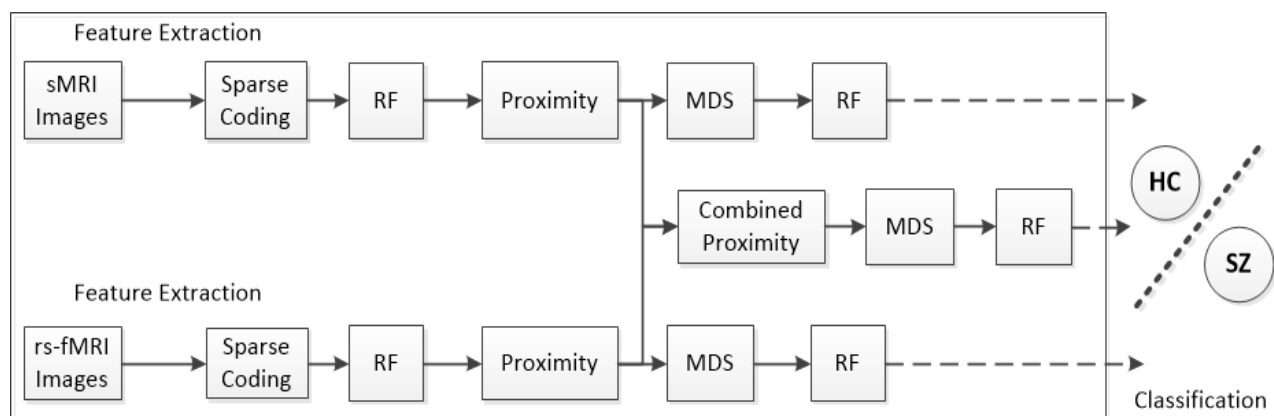 Feature Extraction
sMRI
Images
Sparse
Coding
RF
Proximity
MDS
RF
Combined
Proximity
MDS
RF
HC
SZ
Feature Extraction
rs-fMRI
Images
Sparse
Coding
RF
Proximity
MDS
RF
Classification